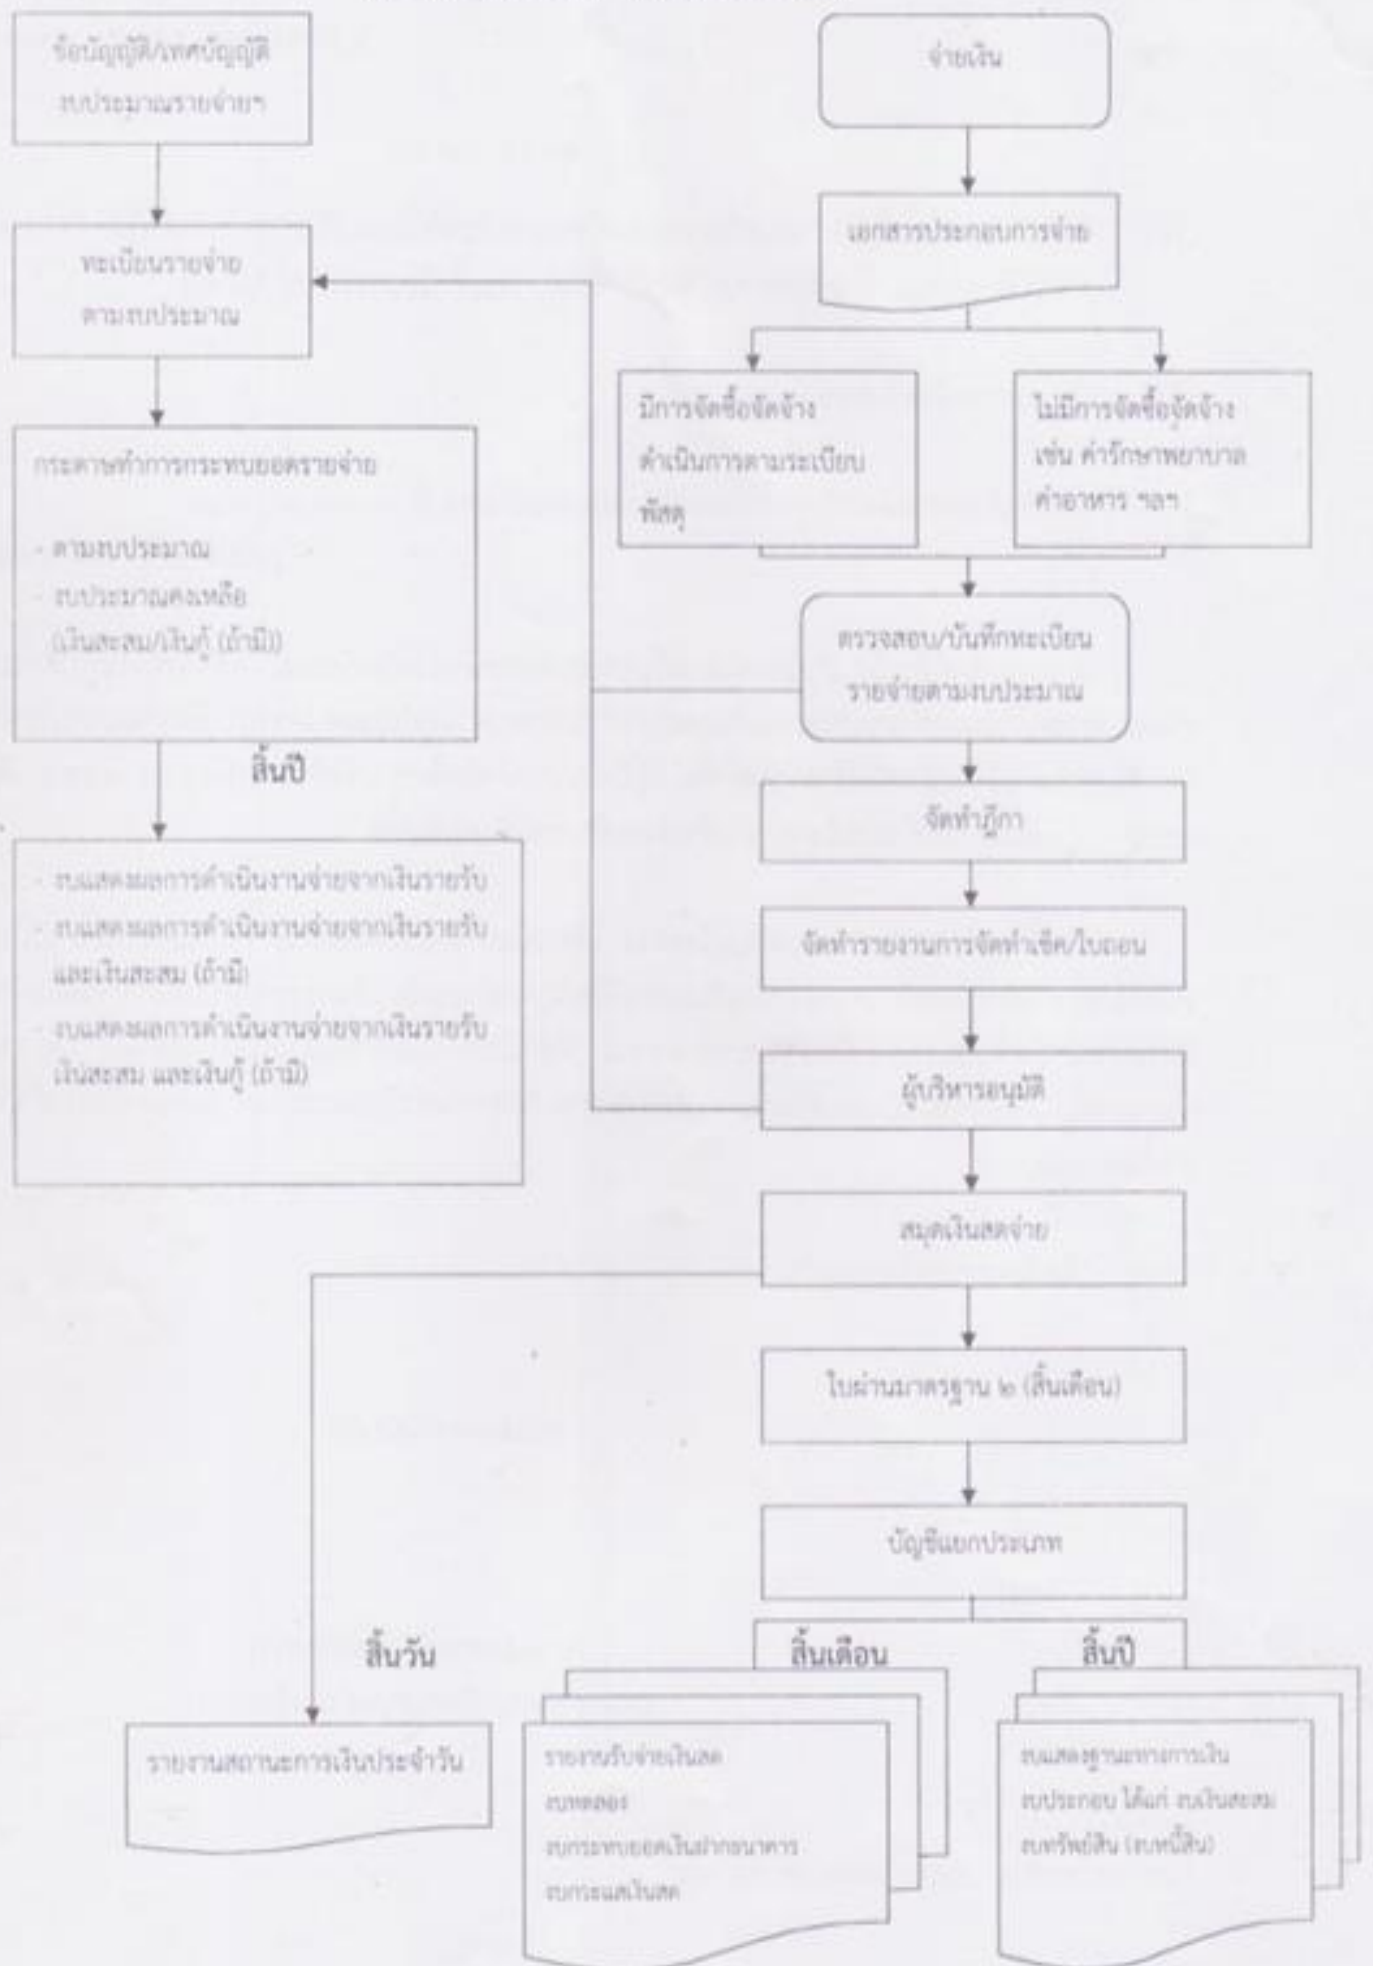 ข้อบัญญัติ/เทศบัญญัติ
งบประมาณรายจ่ายฯ
ทะเบียนรายจ่าย
ตามงบประมาณ
กระดาษทำการกระทบยอดรายจ่าย
- ตามงบประมาณ
- งบประมาณคงเหลือ
(เงินสะสม/เงินกู้ (ถ้ามี))
สิ้นปี
- งบแสดงผลการดำเนินงานจ่ายจากเงินรายรับ
- งบแสดงผลการดำเนินงานจ่ายจากเงินรายรับ
และเงินสะสม (ถ้ามี)
- งบแสดงผลการดำเนินงานจ่ายจากเงินรายรับ
เงินสะสม และเงินกู้ (ถ้ามี)
จ่ายเงิน
เอกสารประกอบการจ่าย
มีการจัดซื้อจัดจ้าง
ดำเนินการตามระเบียบ
พัสดุ
ไม่มีการจัดซื้อจัดจ้าง
เช่น ค่ารักษาพยาบาล
ค่าอาหาร ฯลฯ
ตรวจสอบ/บันทึกทะเบียน
รายจ่ายตามงบประมาณ
จัดทำฎีกา
จัดทำรายงานการจัดทำเช็ค/ใบถอน
ผู้บริหารอนุมัติ
สมุดเงินสดจ่าย
ใบผ่านมาตรฐาน ๒ (สิ้นเดือน)
บัญชีแยกประเภท
สิ้นวัน
รายงานสถานะการเงินประจำวัน
สิ้นเดือน
รายงานรับจ่ายเงินสด
งบทดลอง
งบกระทบยอดเงินฝากธนาคาร
งบกระแสเงินสด
สิ้นปี
งบแสดงฐานะทางการเงิน
งบประกอบ ได้แก่ งบเงินสะสม
งบทรัพย์สิน (งบหนี้สิน)